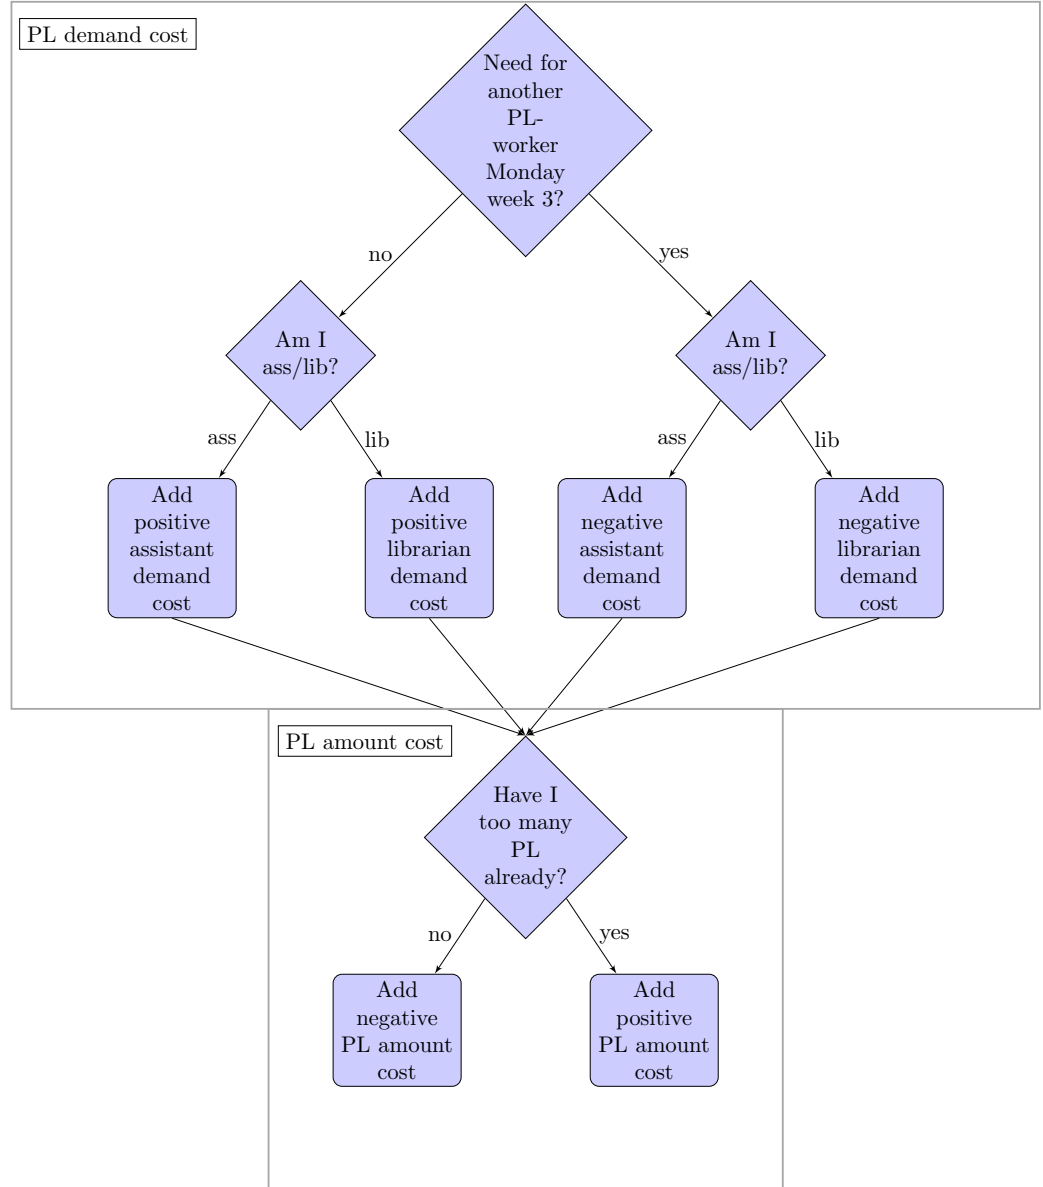 PL demand cost
Need for
another
PL-
worker
Monday
week 3?
no
yes
Am I
ass/lib?
Am I
ass/lib?
ass
lib
ass
lib
Add
positive
assistant
demand
cost
Add
positive
librarian
demand
cost
Add
negative
assistant
demand
cost
Add
negative
librarian
demand
cost
PL amount cost
Have I
too many
PL
already?
no
yes
Add
negative
PL amount
cost
Add
positive
PL amount
cost